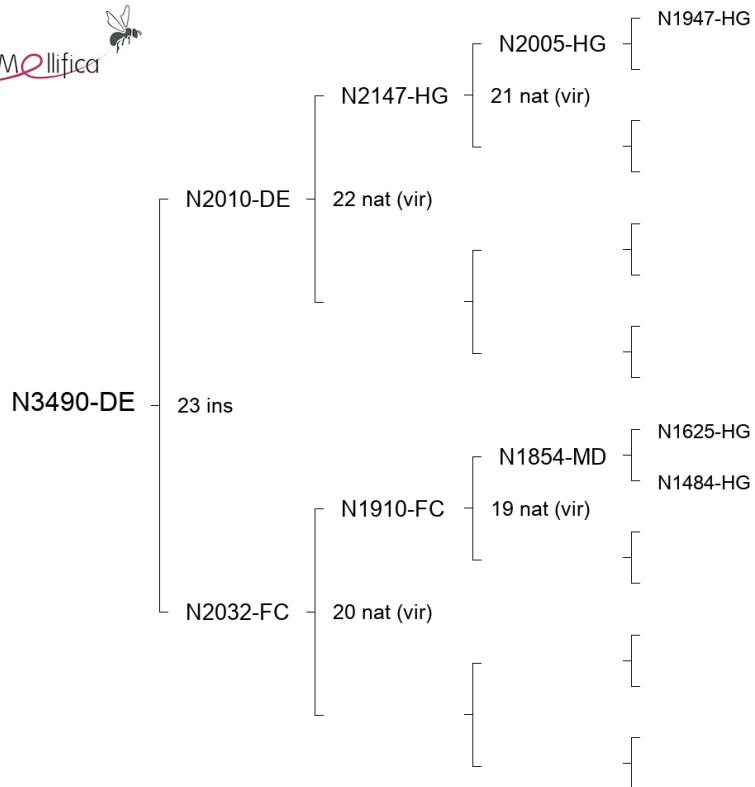 N1947-HG
N2005-HG
Mellifica
N2147-HG
21 nat (vir)
N2010-DE
22 nat (vir)
N3490-DE
23 ins
N1625-HG
N1854-MD
N1484-HG
N1910-FC
19 nat (vir)
N2032-FC
20 nat (vir)